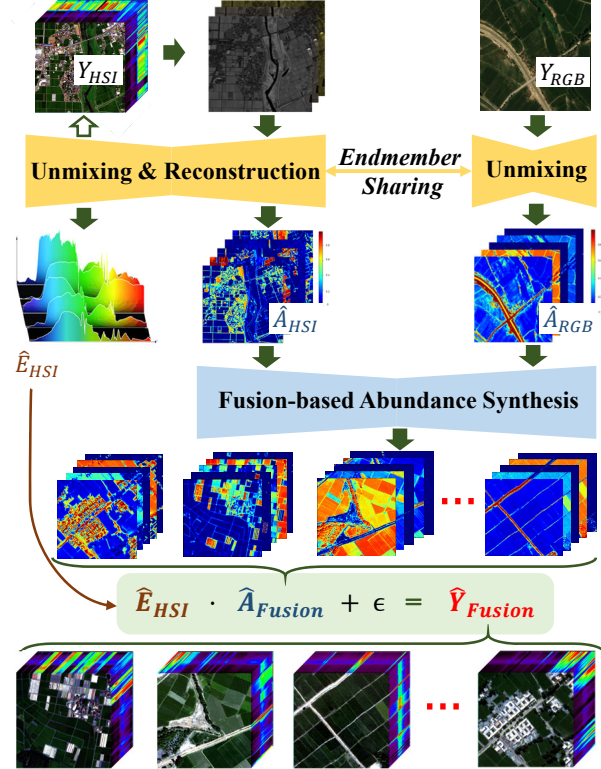 Y_HSI
Y_RGB
Unmixing & Reconstruction
Endmember
Sharing
Unmixing
Â_HSI
Â_RGB
Ê_HSI
Fusion-based Abundance Synthesis
Ê_HSI · Â_Fusion + ϵ = Ŷ_Fusion